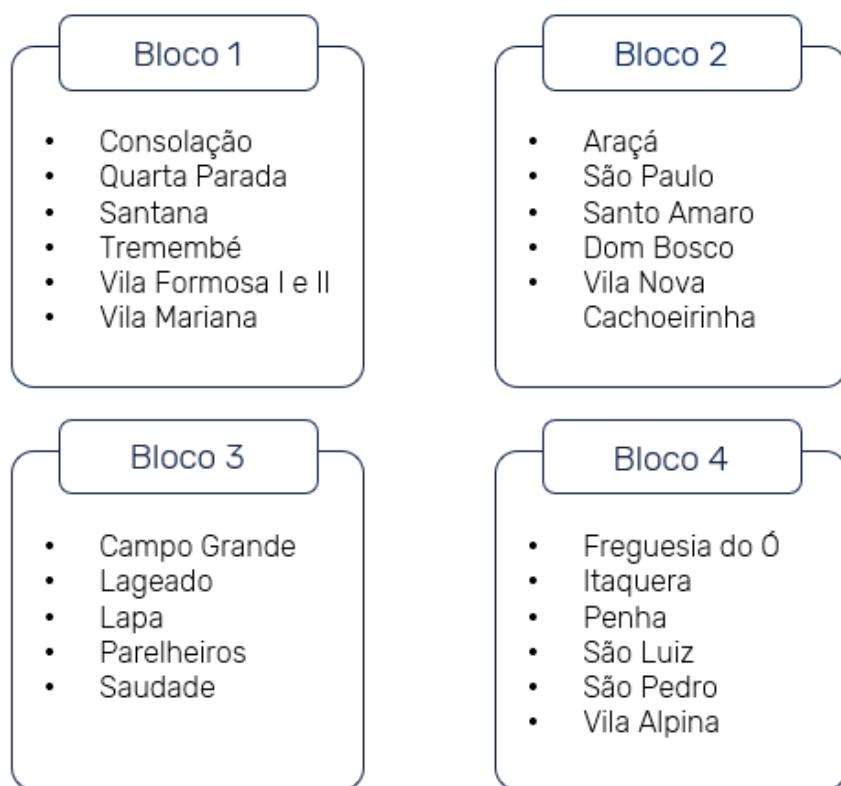 Bloco 1
• Consolação
• Quarta Parada
• Santana
• Tremembé
• Vila Formosa I e II
• Vila Mariana
Bloco 2
• Araçá
• São Paulo
• Santo Amaro
• Dom Bosco
• Vila Nova
Cachoeirinha
Bloco 3
• Campo Grande
• Lageado
• Lapa
• Parelheiros
• Saudade
Bloco 4
• Freguesia do Ó
• Itaquera
• Penha
• São Luiz
• São Pedro
• Vila Alpina